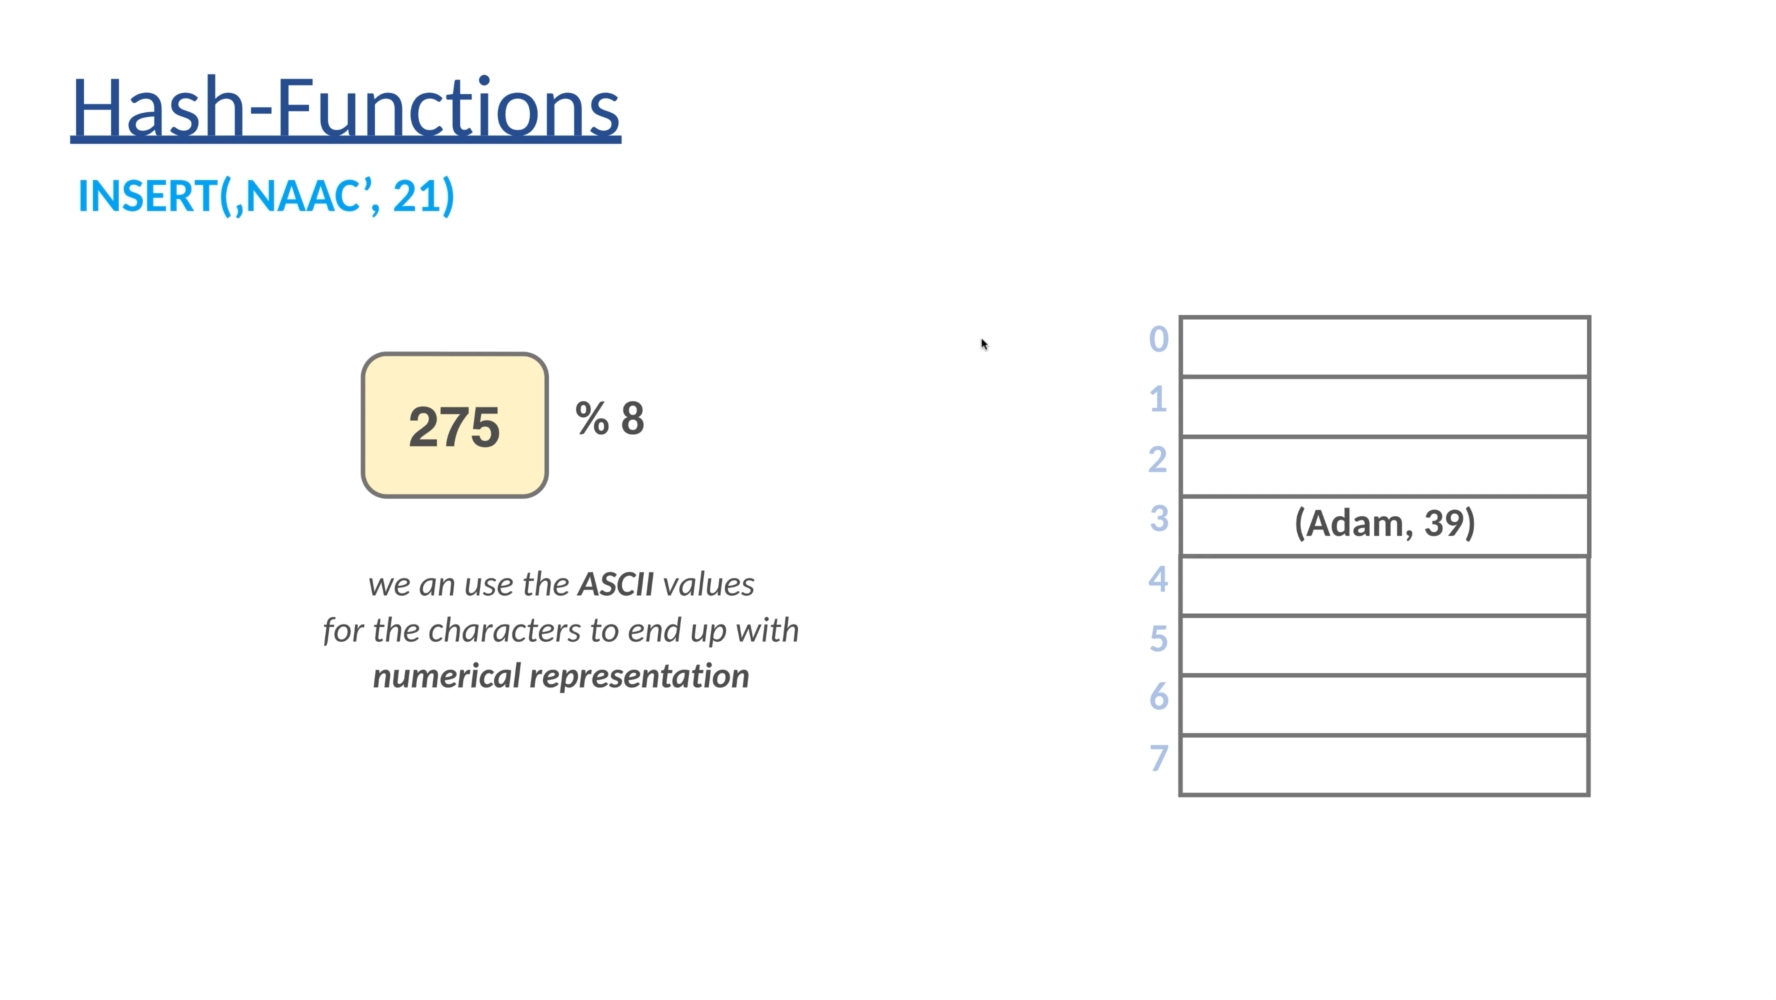 Hash-Functions
INSERT(,NAAC’, 21)
275
% 8
we an use the ASCII values
for the characters to end up with
numerical representation
0
1
2
3
(Adam, 39)
4
5
6
7